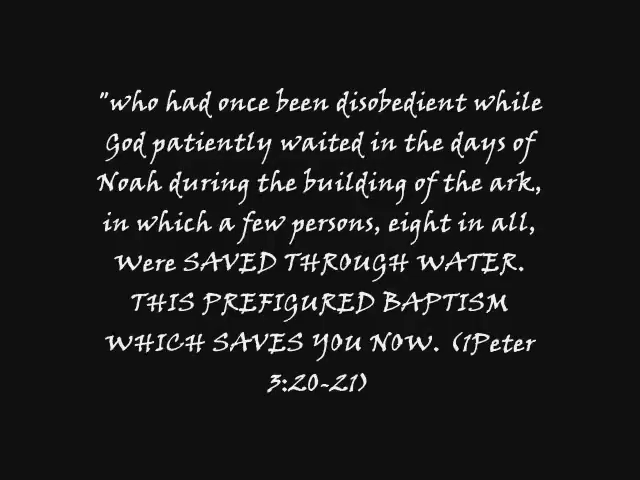 "who had once been disobedient while
God patiently waited in the days of
Noah during the building of the ark,
in which a few persons, eight in all,
Were SAVED THROUGH WATER.
THIS PREFIGURED BAPTISM
WHICH SAVES YOU NOW. (1Peter
3:20-21)